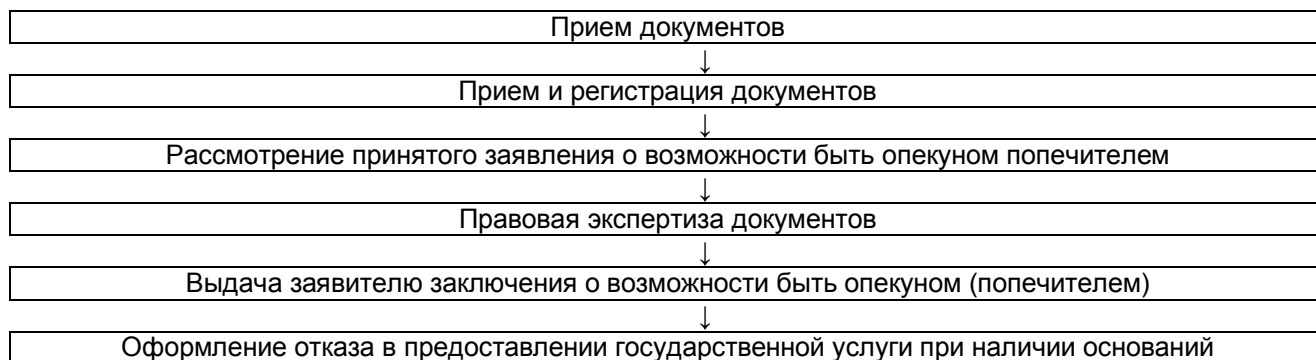 Прием документов
↓
Прием и регистрация документов
↓
Рассмотрение принятого заявления о возможности быть опекуном попечителем
↓
Правовая экспертиза документов
↓
Выдача заявителю заключения о возможности быть опекуном (попечителем)
↓
Оформление отказа в предоставлении государственной услуги при наличии оснований